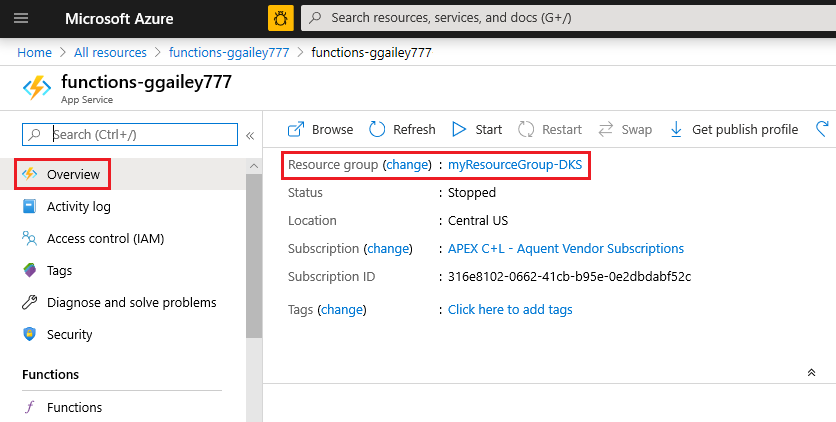 Microsoft Azure
Search resources, services, and docs (G+/)
Home > All resources > functions-ggailey777 > functions-ggailey777
functions-ggailey777
App Service
Search (Ctrl+/)
«
Browse Refresh Start Restart Swap Get publish profile
Overview
Activity log
Access control (IAM)
Tags
Diagnose and solve problems
Security
Functions
Functions
Resource group (change) : myResourceGroup-DKS
Status : Stopped
Location : Central US
Subscription (change) : APEX C+L - Aquent Vendor Subscriptions
Subscription ID : 316e8102-0662-41cb-b95e-0e2dbdabf52c
Tags (change) : Click here to add tags